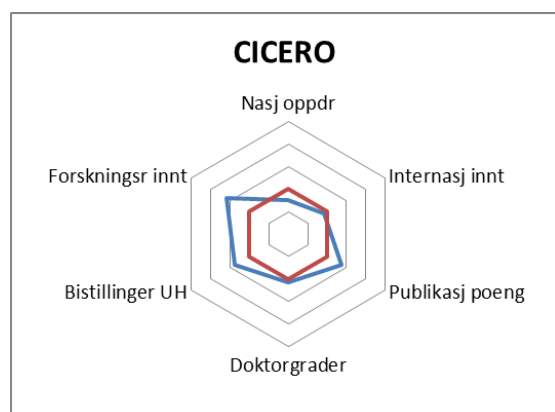 CICERO
Nasj oppdr
Forskningsr innt
Internasj innt
Bistillinger UH
Publikasj poeng
Doktorgrader